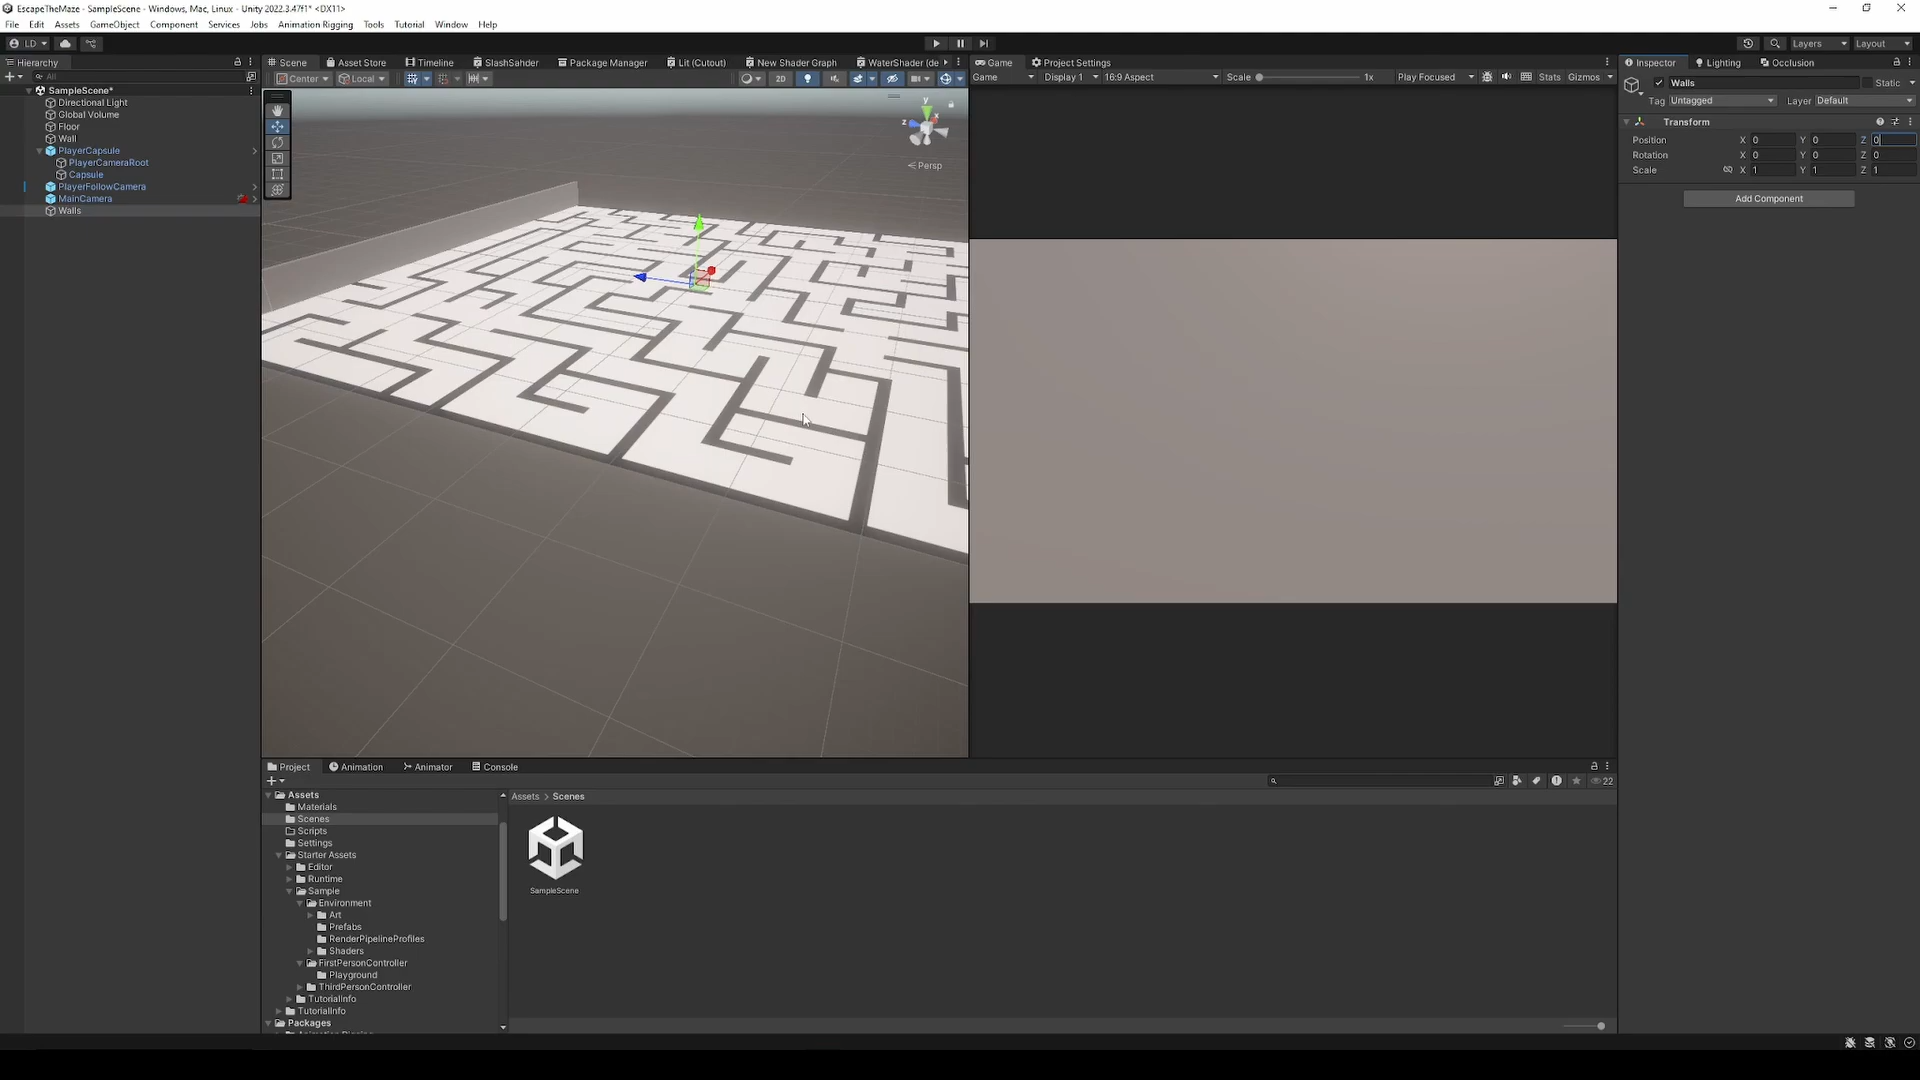 EscapeTheMaze - SampleScene - Windows, Mac, Linux - Unity 2022.3.47f1* <DX11>
File Edit Assets GameObject Component Services Jobs Animation Rigging Tools Tutorial Window Help
LD Layers Layout
Hierarchy
All
SampleScene*
Directional Light
Global Volume
Floor
Wall
PlayerCapsule
PlayerCameraRoot
Capsule
PlayerFollowCamera
MainCamera
Walls
Scene Asset Store Timeline SlashSander Package Manager Lit (Cutout) New Shader Graph WaterShader (de
Center Local 2D
y
x
z
Persp
Game Project Settings
Game Display 1 16:9 Aspect Scale 1x Play Focused Stats Gizmos
Inspector Lighting Occlusion
Walls Static
Tag Untagged Layer Default
Transform
Position X 0 Y 0 Z 0
Rotation X 0 Y 0 Z 0
Scale X 1 Y 1 Z 1
Add Component
Project Animation Animator Console
22
Assets
Materials
Scenes
Scripts
Settings
Starter Assets
Editor
Runtime
Sample
Environment
Art
Prefabs
RenderPipelineProfiles
Shaders
FirstPersonController
Playground
ThirdPersonController
TutorialInfo
TutorialInfo
Packages
Assets > Scenes
SampleScene